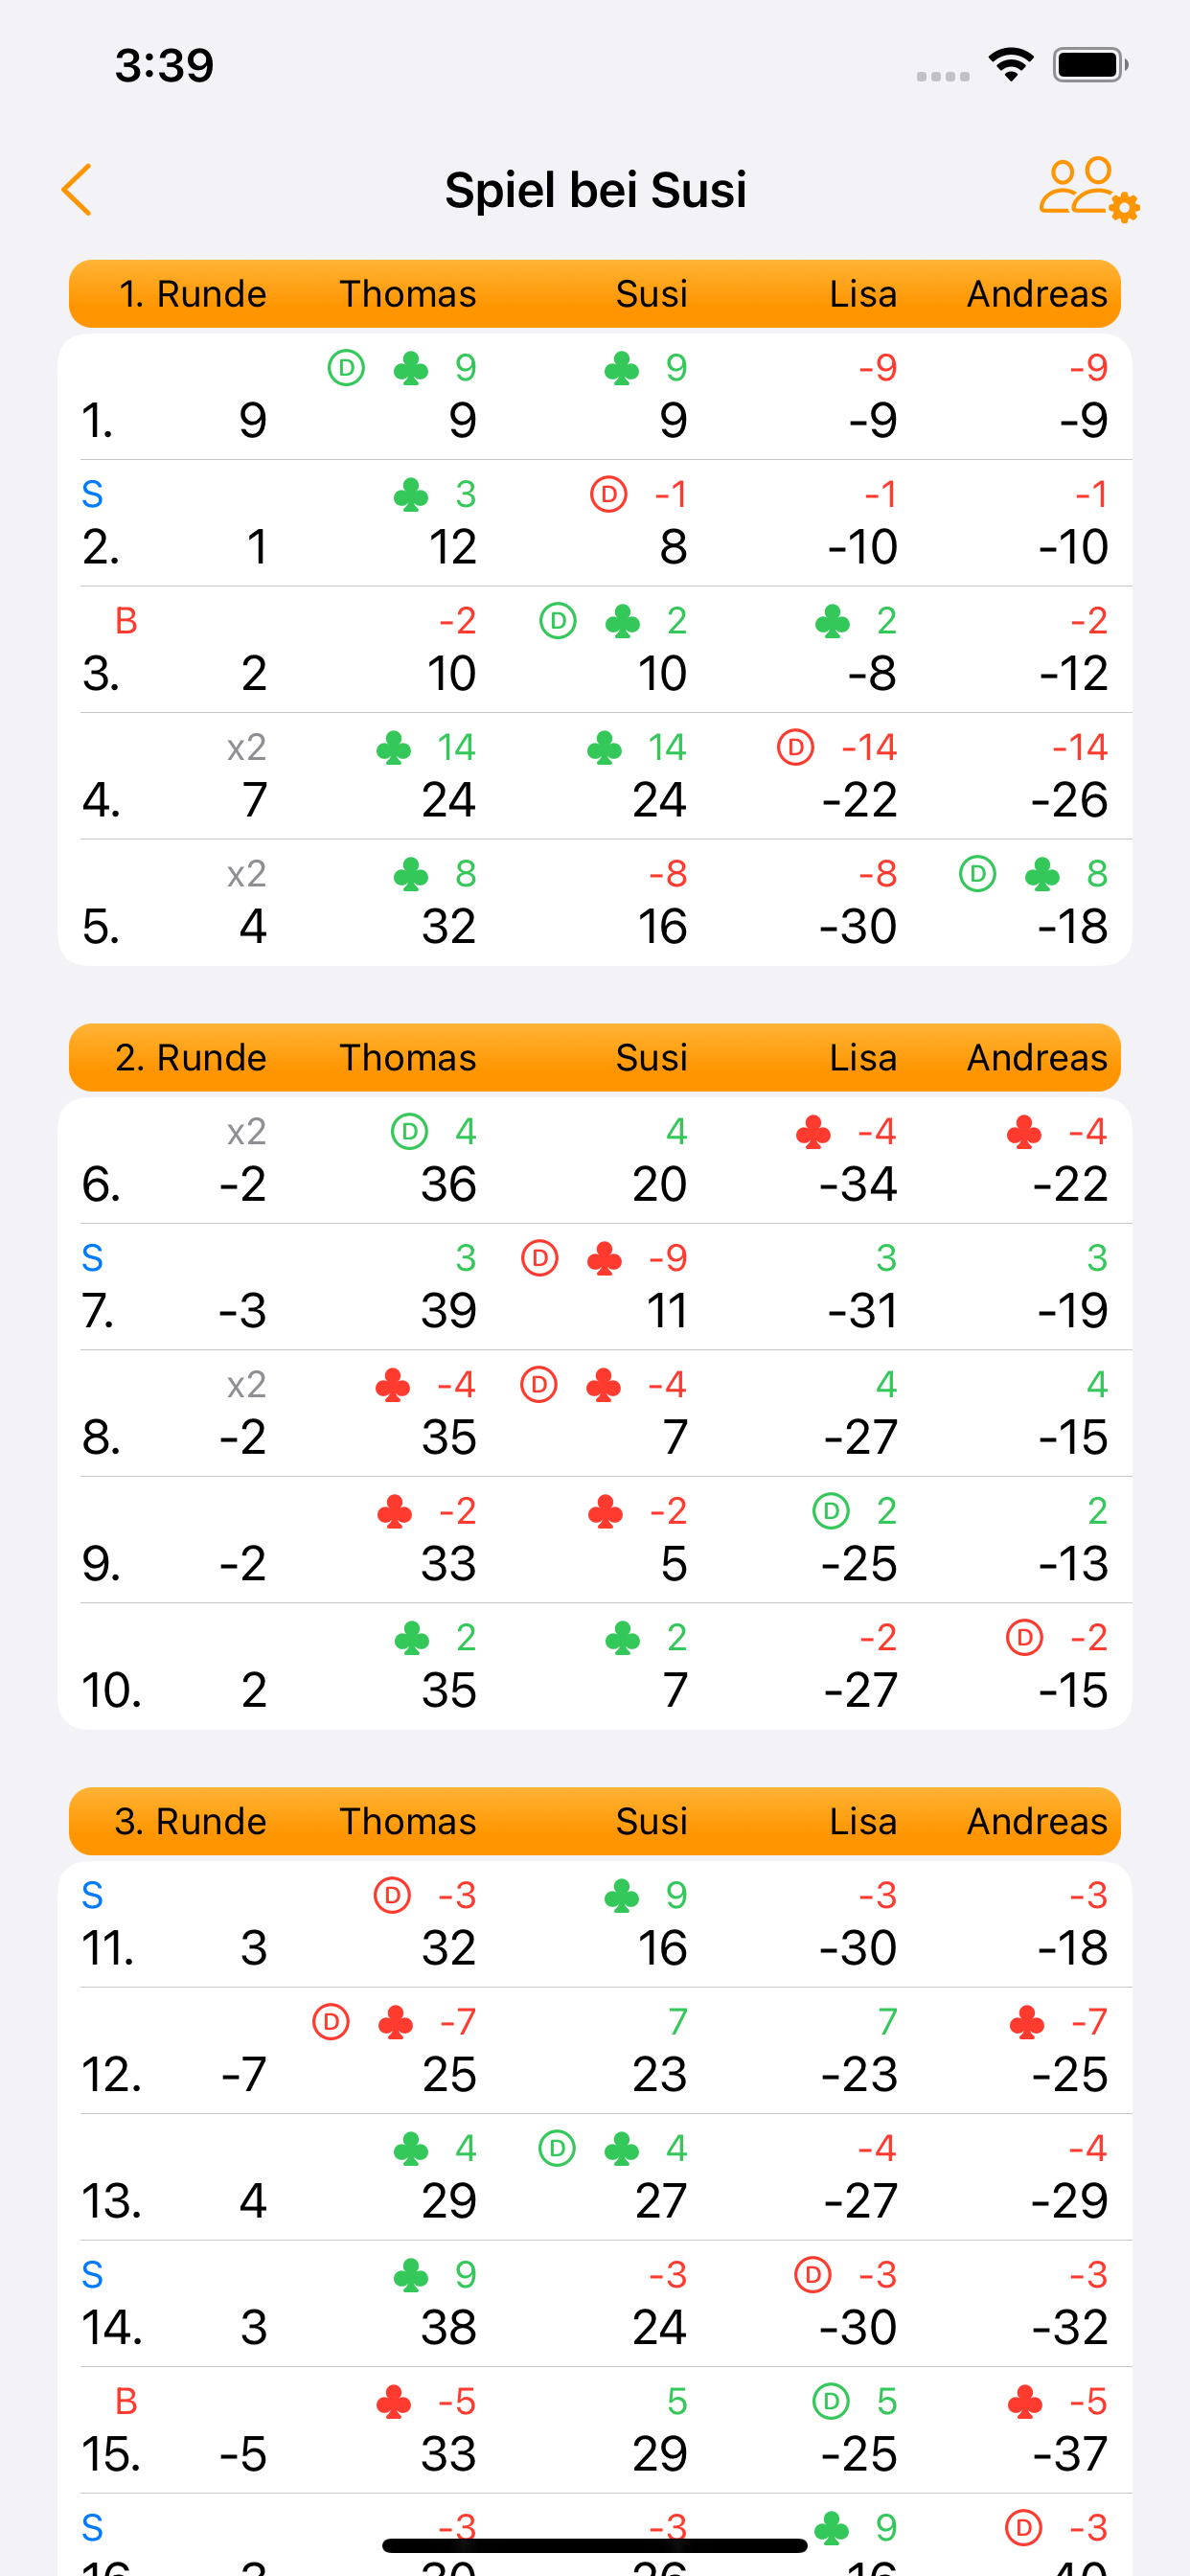 3:39
Spiel bei Susi
1. Runde Thomas Susi Lisa Andreas
D 9 9 -9 -9
1. 9 9 9 -9 -9
S 3 D -1 -1 -1
2. 1 12 8 -10 -10
B -2 D 2 2 -2
3. 2 10 10 -8 -12
x2 14 14 D -14 -14
4. 7 24 24 -22 -26
x2 8 -8 -8 D 8
5. 4 32 16 -30 -18
2. Runde Thomas Susi Lisa Andreas
x2 D 4 4 -4 -4
6. -2 36 20 -34 -22
S 3 D -9 3 3
7. -3 39 11 -31 -19
x2 -4 D -4 4 4
8. -2 35 7 -27 -15
-2 -2 D 2 2
9. -2 33 5 -25 -13
2 2 -2 D -2
10. 2 35 7 -27 -15
3. Runde Thomas Susi Lisa Andreas
S D -3 9 -3 -3
11. 3 32 16 -30 -18
D -7 7 7 -7
12. -7 25 23 -23 -25
4 D 4 -4 -4
13. 4 29 27 -27 -29
S 9 -3 D -3 -3
14. 3 38 24 -30 -32
B -5 5 D 5 -5
15. -5 33 29 -25 -37
S -3 -3 9 D -3